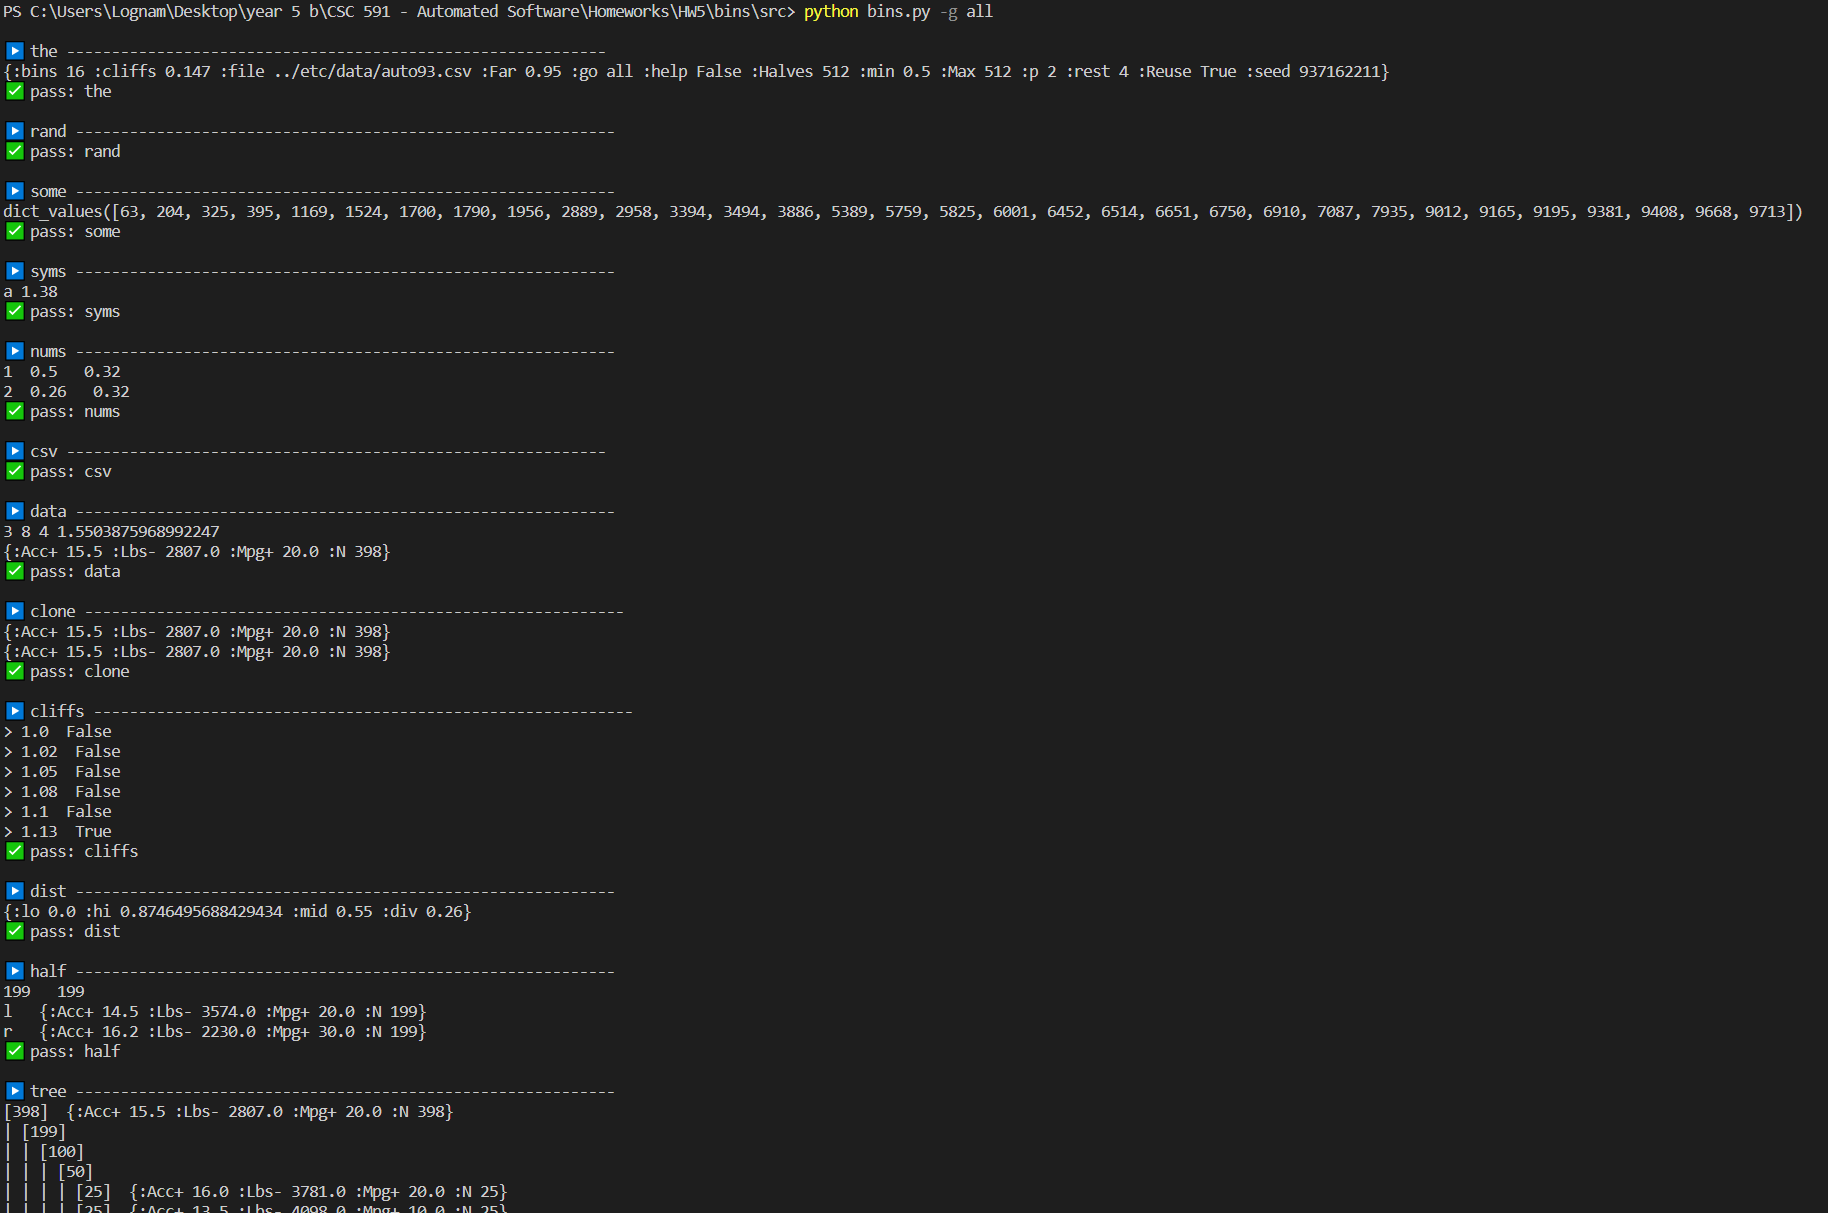 PS C:\Users\Lognam\Desktop\year 5 b\CSC 591 - Automated Software\Homeworks\HW5\bins\src> python bins.py -g all
▶ the ------------------------------------------------------------
{:bins 16 :cliffs 0.147 :file ../etc/data/auto93.csv :Far 0.95 :go all :help False :Halves 512 :min 0.5 :Max 512 :p 2 :rest 4 :Reuse True :seed 937162211}
✅ pass: the
▶ rand ------------------------------------------------------------
✅ pass: rand
▶ some ------------------------------------------------------------
dict_values([63, 204, 325, 395, 1169, 1524, 1700, 1790, 1956, 2889, 2958, 3394, 3494, 3886, 5389, 5759, 5825, 6001, 6452, 6514, 6651, 6750, 6910, 7087, 7935, 9012, 9165, 9195, 9381, 9408, 9668, 9713])
✅ pass: some
▶ syms ------------------------------------------------------------
a 1.38
✅ pass: syms
▶ nums ------------------------------------------------------------
1  0.5   0.32
2  0.26   0.32
✅ pass: nums
▶ csv ------------------------------------------------------------
✅ pass: csv
▶ data ------------------------------------------------------------
3 8 4 1.5503875968992247
{:Acc+ 15.5 :Lbs- 2807.0 :Mpg+ 20.0 :N 398}
✅ pass: data
▶ clone ------------------------------------------------------------
{:Acc+ 15.5 :Lbs- 2807.0 :Mpg+ 20.0 :N 398}
{:Acc+ 15.5 :Lbs- 2807.0 :Mpg+ 20.0 :N 398}
✅ pass: clone
▶ cliffs ------------------------------------------------------------
> 1.0  False
> 1.02  False
> 1.05  False
> 1.08  False
> 1.1  False
> 1.13  True
✅ pass: cliffs
▶ dist ------------------------------------------------------------
{:lo 0.0 :hi 0.8746495688429434 :mid 0.55 :div 0.26}
✅ pass: dist
▶ half ------------------------------------------------------------
199   199
l   {:Acc+ 14.5 :Lbs- 3574.0 :Mpg+ 20.0 :N 199}
r   {:Acc+ 16.2 :Lbs- 2230.0 :Mpg+ 30.0 :N 199}
✅ pass: half
▶ tree ------------------------------------------------------------
[398]  {:Acc+ 15.5 :Lbs- 2807.0 :Mpg+ 20.0 :N 398}
| [199]
| | [100]
| | | [50]
| | | | [25]  {:Acc+ 16.0 :Lbs- 3781.0 :Mpg+ 20.0 :N 25}
| | | | [25]  {:Acc+ 13.5 :Lbs- 4098.0 :Mpg+ 10.0 :N 25}